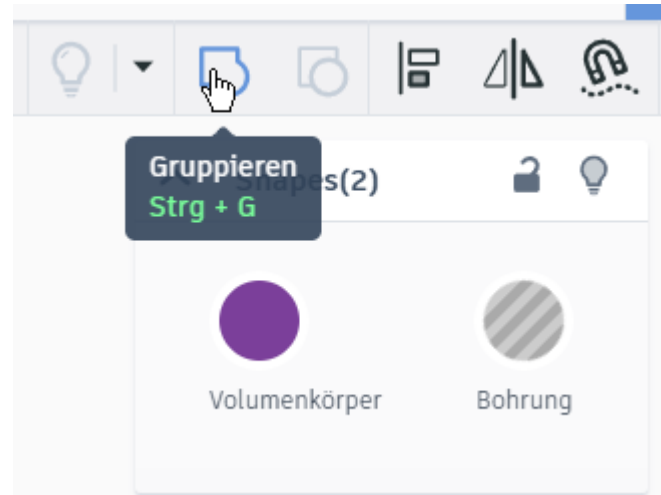 Gruppieren
Strg + G
Shapes(2)
Volumenkörper
Bohrung